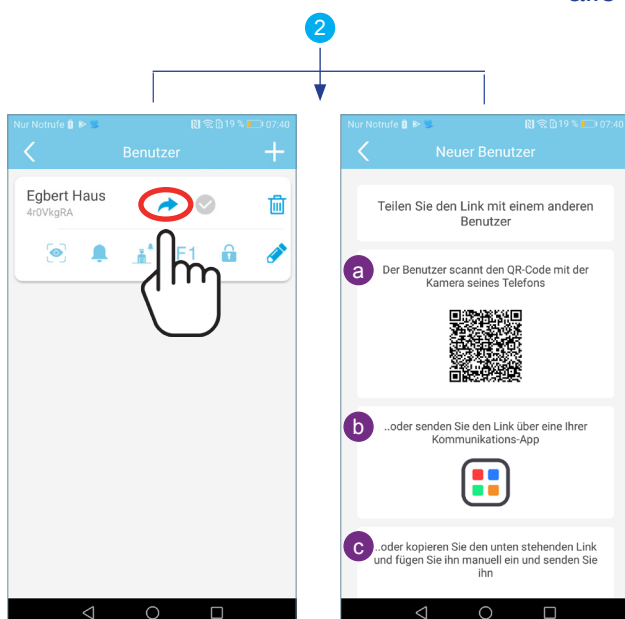 2
Nur Notrufe
19 %
07:40
Benutzer
Egbert Haus
4r0VkgRA
F1
Nur Notrufe
19 %
07:40
Neuer Benutzer
Teilen Sie den Link mit einem anderen
Benutzer
a
Der Benutzer scannt den QR-Code mit der
Kamera seines Telefons
b
..oder senden Sie den Link über eine Ihrer
Kommunikations-App
c
..oder kopieren Sie den unten stehenden Link
und fügen Sie ihn manuell ein und senden Sie
ihn